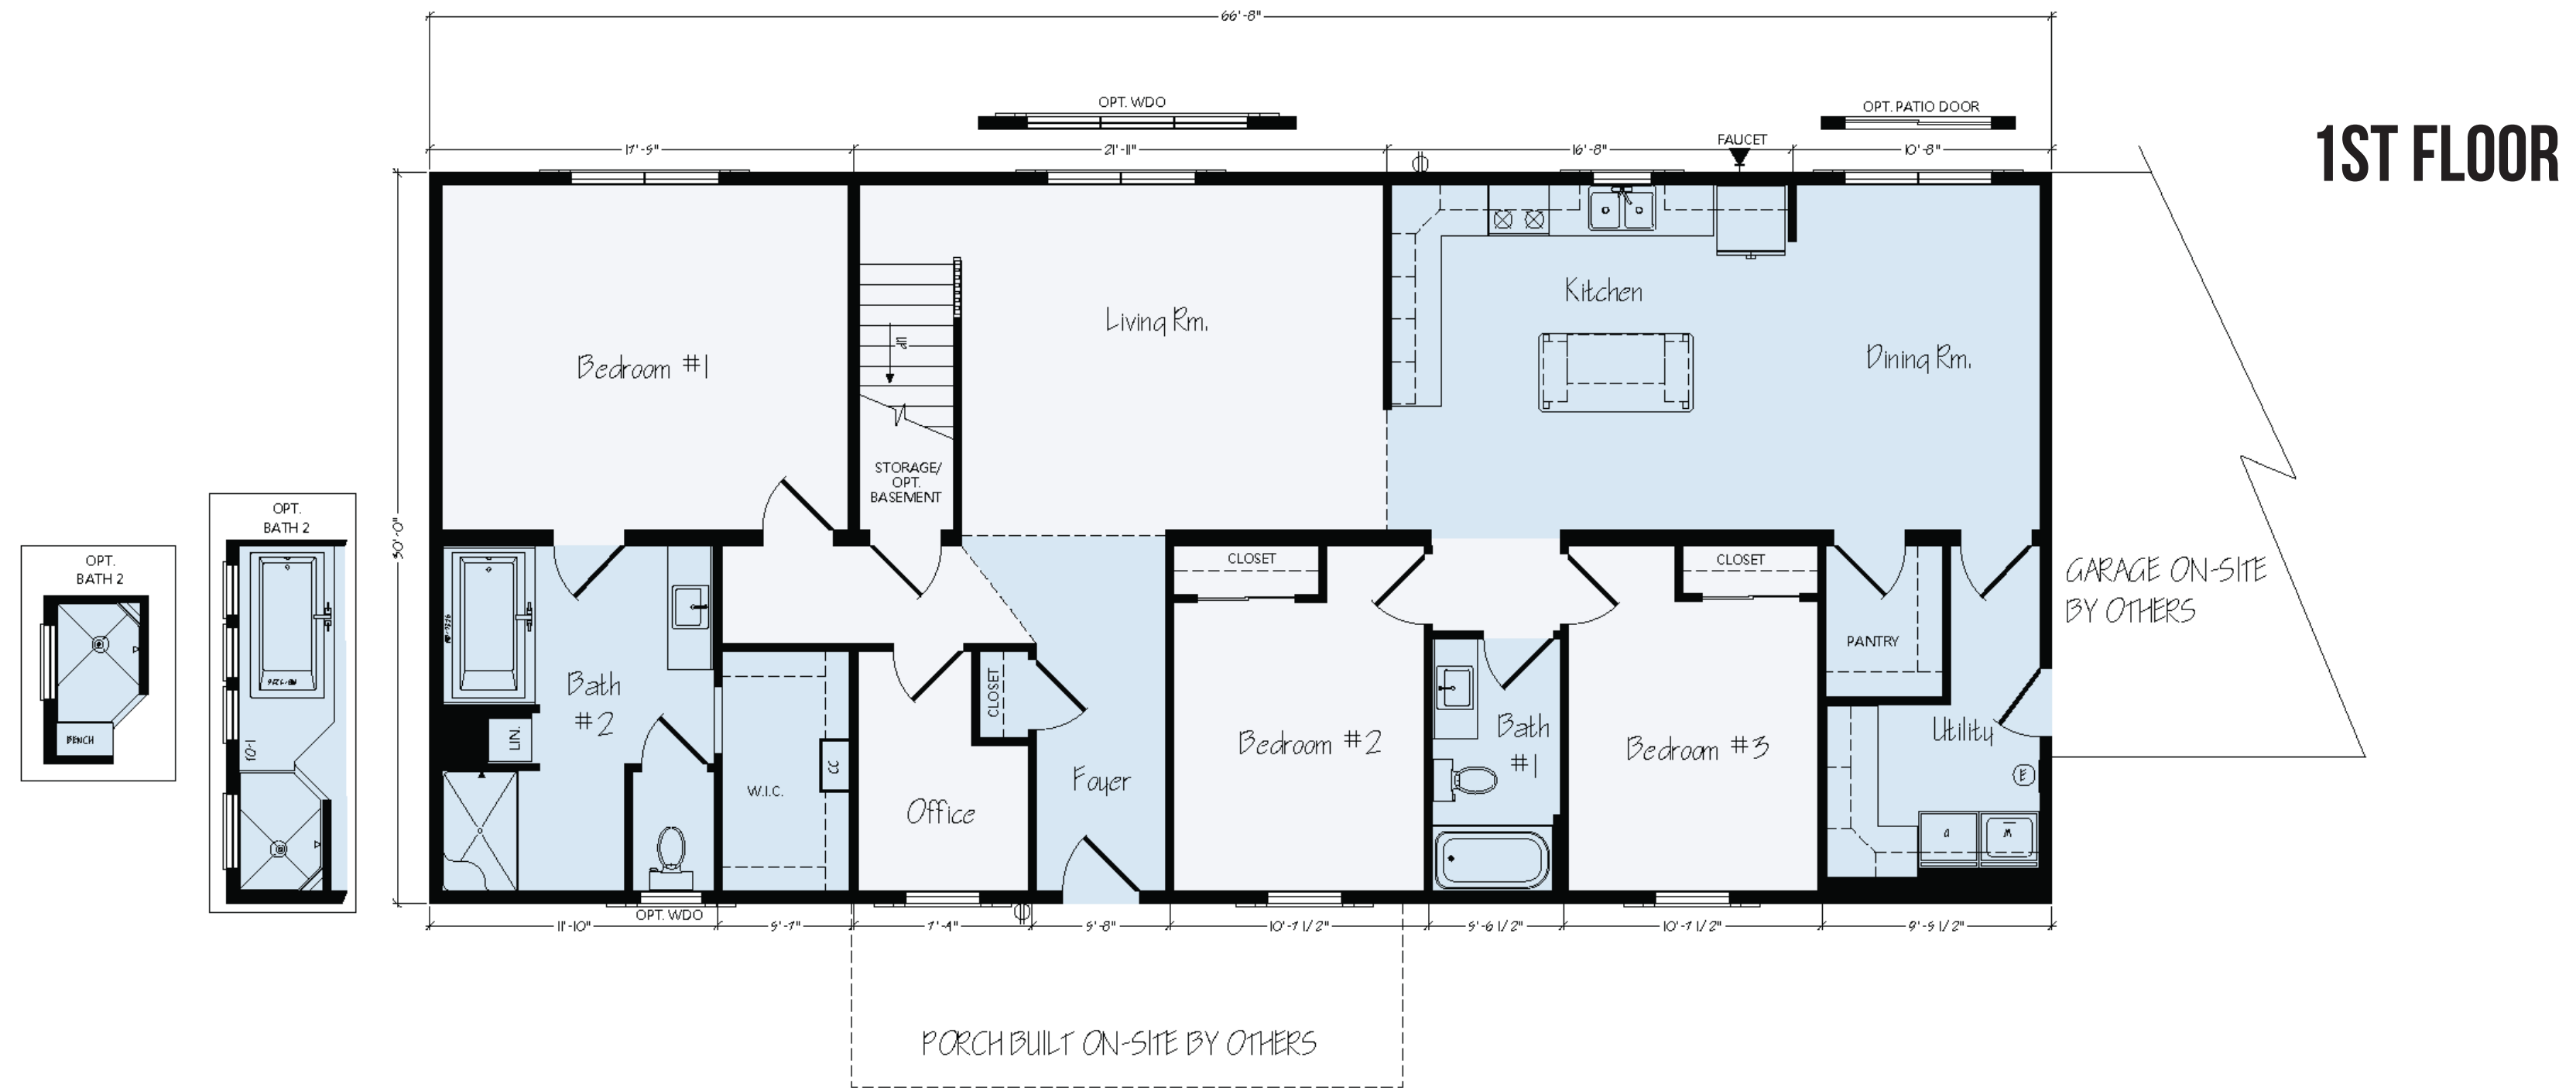 66'-8"
OPT. WDO
OPT. PATIO DOOR
1ST FLOOR
FAUCET
17'-5"
21'-11"
16'-8"
10'-8"
Kitchen
Living Rm.
UP
Dining Rm.
Bedroom #1
STORAGE/
OPT.
BASEMENT
30'-0"
OPT.
BATH 2
OPT.
BATH 2
BENCH
10-1
CLOSET
CLOSET
GARAGE ON-SITE
BY OTHERS
PANTRY
Bath
#2
LIN.
CLOSET
Bedroom #2
Bath
#1
Bedroom #3
Utility
W.I.C.
CC
Office
Foyer
E
D
W
OPT. WDO
11'-10"
5'-7"
7'-4"
5'-8"
10'-7 1/2"
5'-6 1/2"
10'-7 1/2"
9'-5 1/2"
PORCH BUILT ON-SITE BY OTHERS